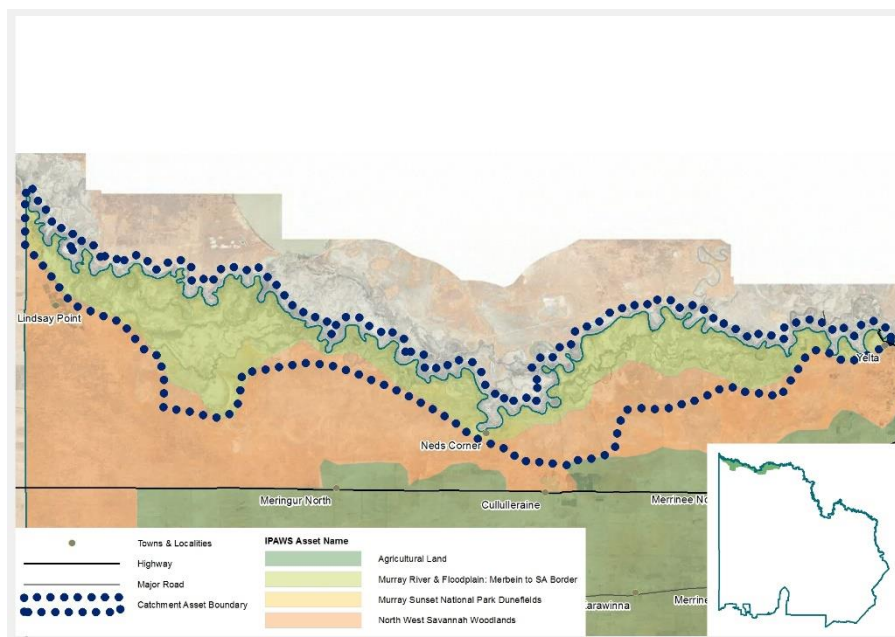 Lindsay Point
Yelta
Neds Corner
Meringur North
Cullulleraine
Merrinee No
Karawinna
Merrine
Towns & Localities
Highway
Major Road
Catchment Asset Boundary
IPAWS Asset Name
Agricultural Land
Murray River & Floodplain: Merbein to SA Border
Murray Sunset National Park Dunefields
North West Savannah Woodlands